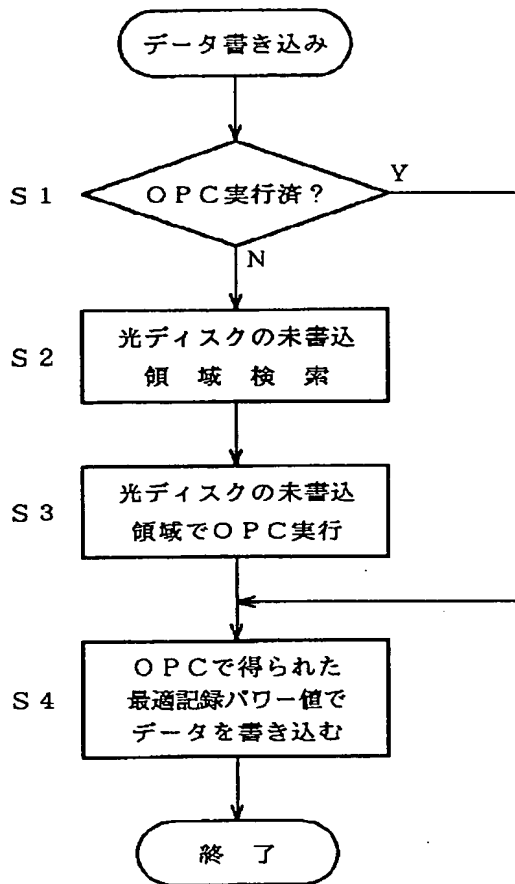 データ書き込み
S1
OPC実行済?
Y
N
S2
光ディスクの未書込
領域検索
S3
光ディスクの未書込
領域でOPC実行
S4
OPCで得られた
最適記録パワー値で
データを書き込む
終了